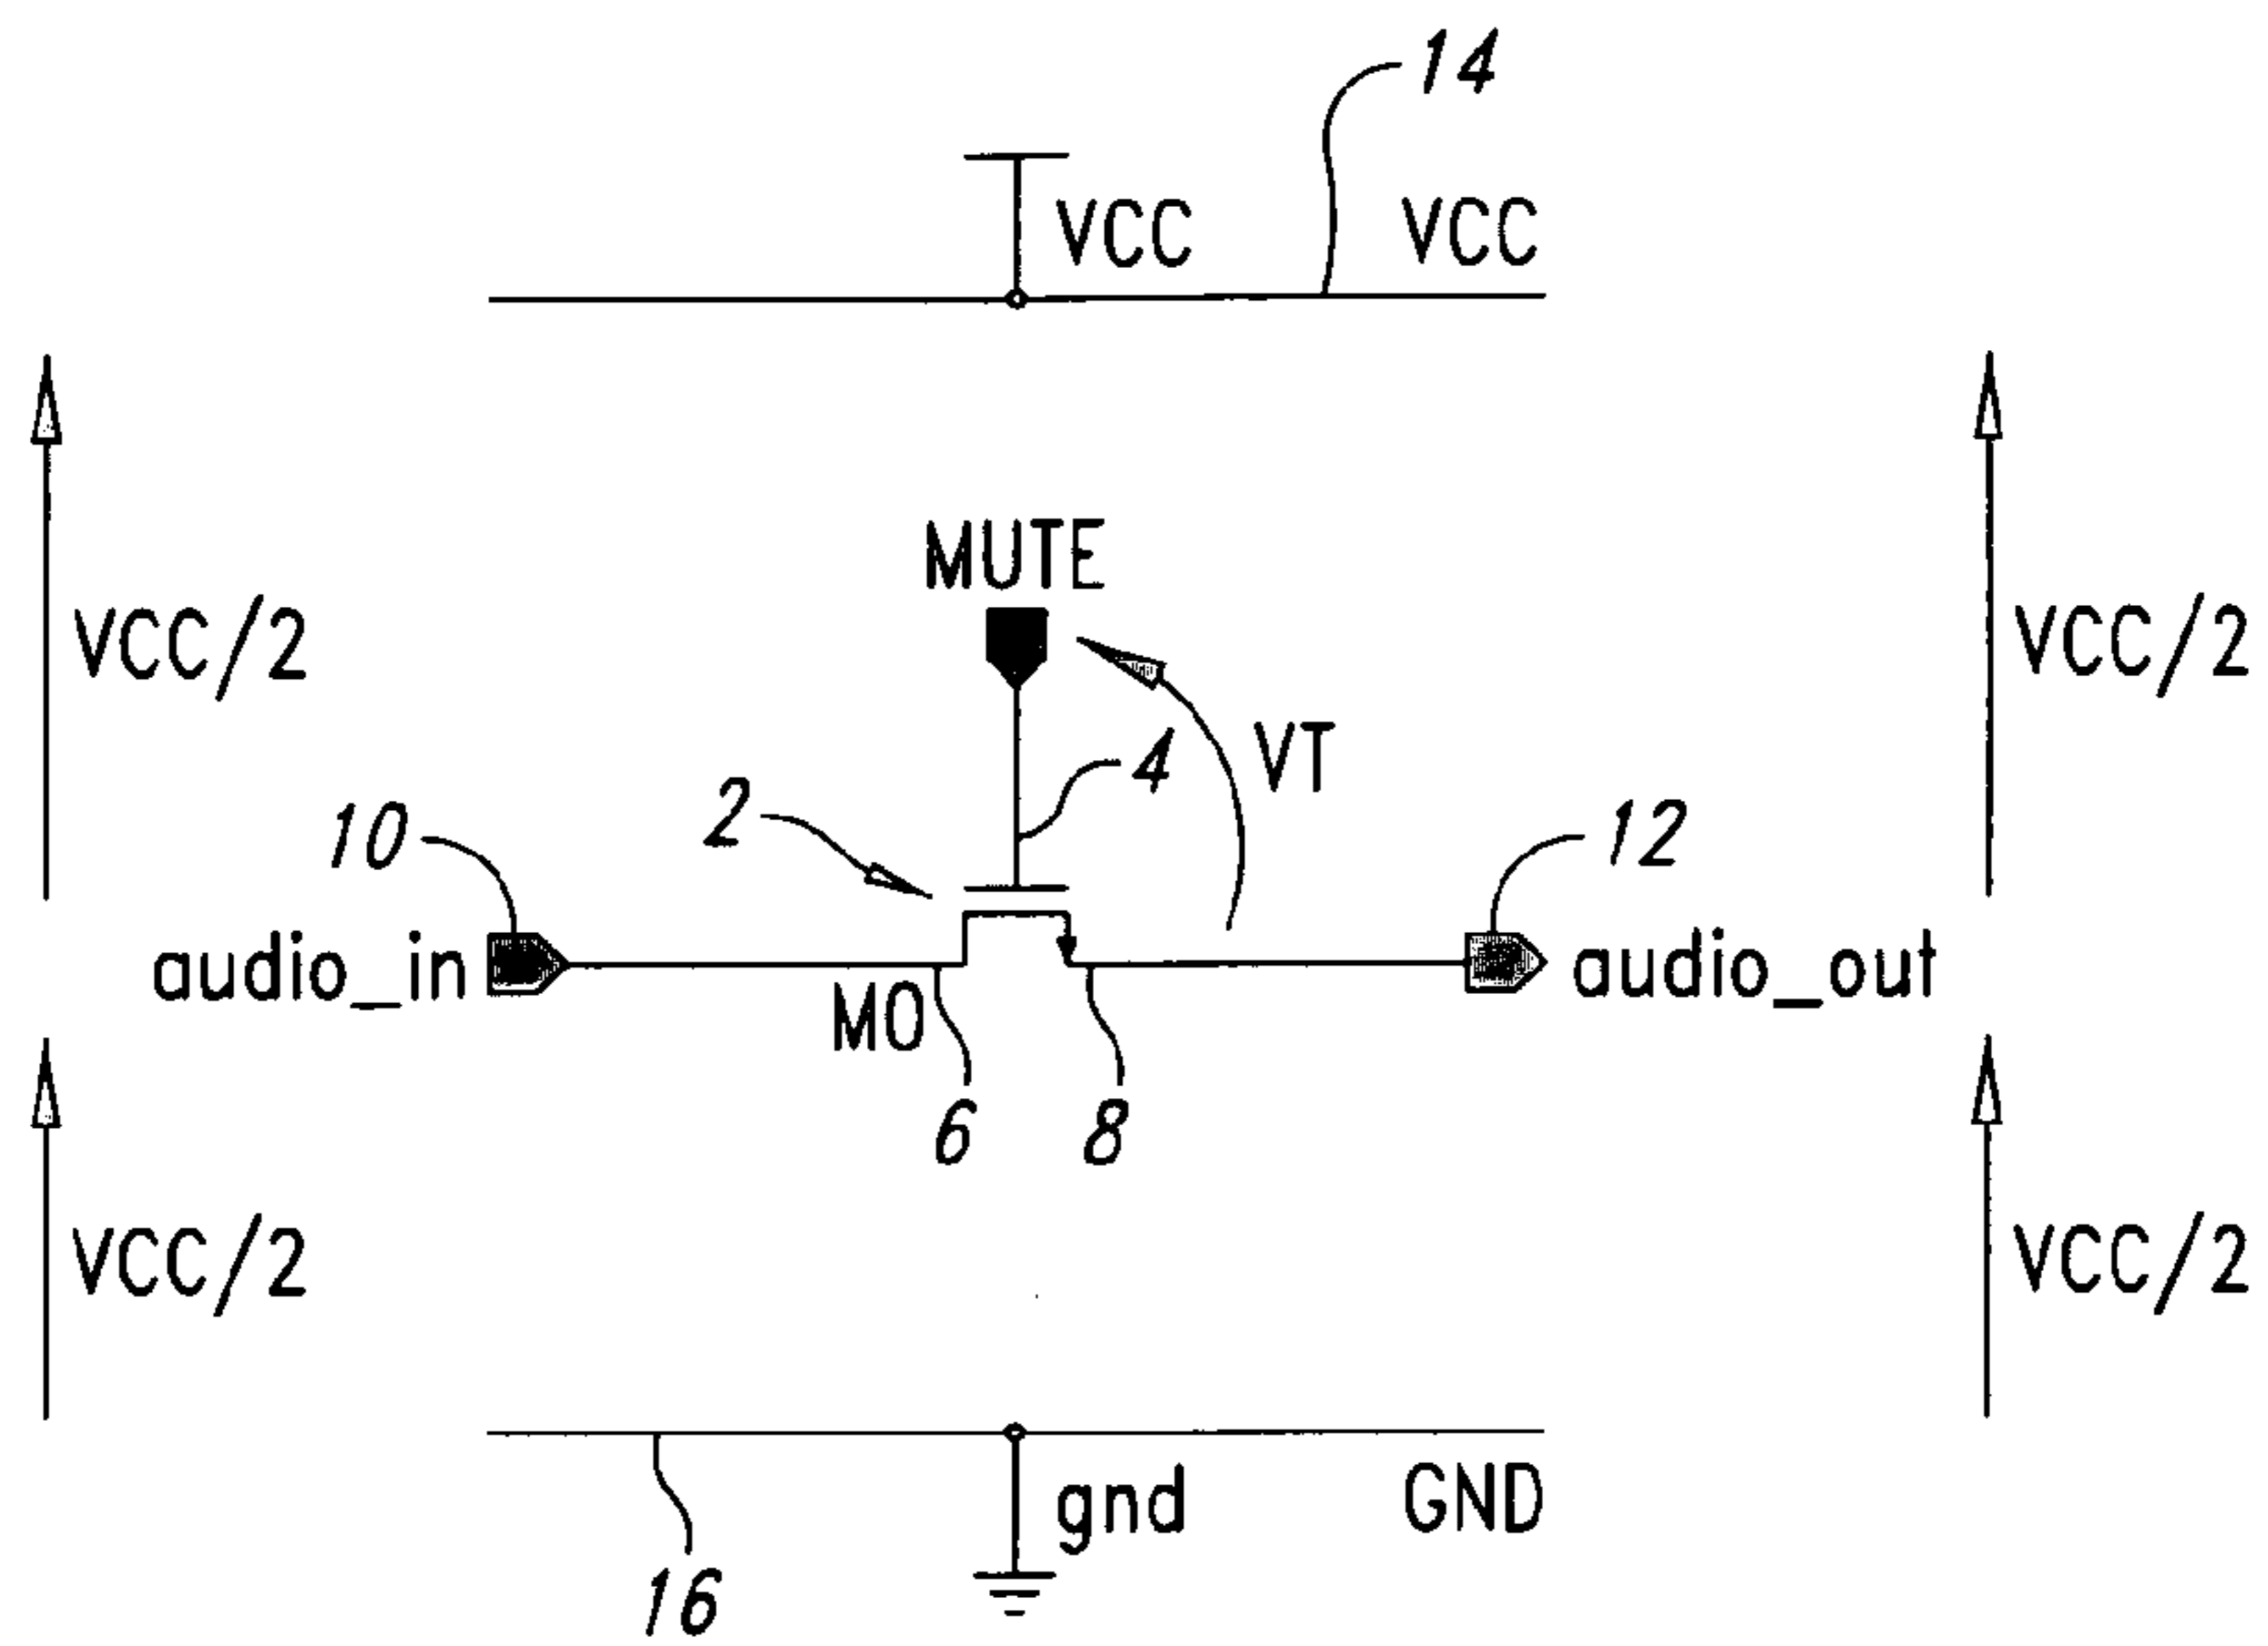 14
VCC
VCC
MUTE
VCC/2
VCC/2
VT
4
2
10
12
audio_in
audio_out
M0
6
8
VCC/2
VCC/2
gnd
GND
16